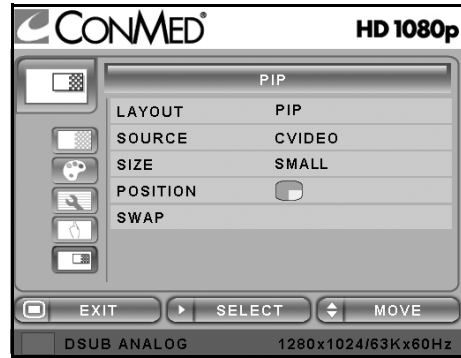 CONMED®
HD 1080p
PIP
LAYOUT PIP
SOURCE CVIDEO
SIZE SMALL
POSITION
SWAP
EXIT SELECT MOVE
DSUB ANALOG 1280x1024/63Kx60Hz